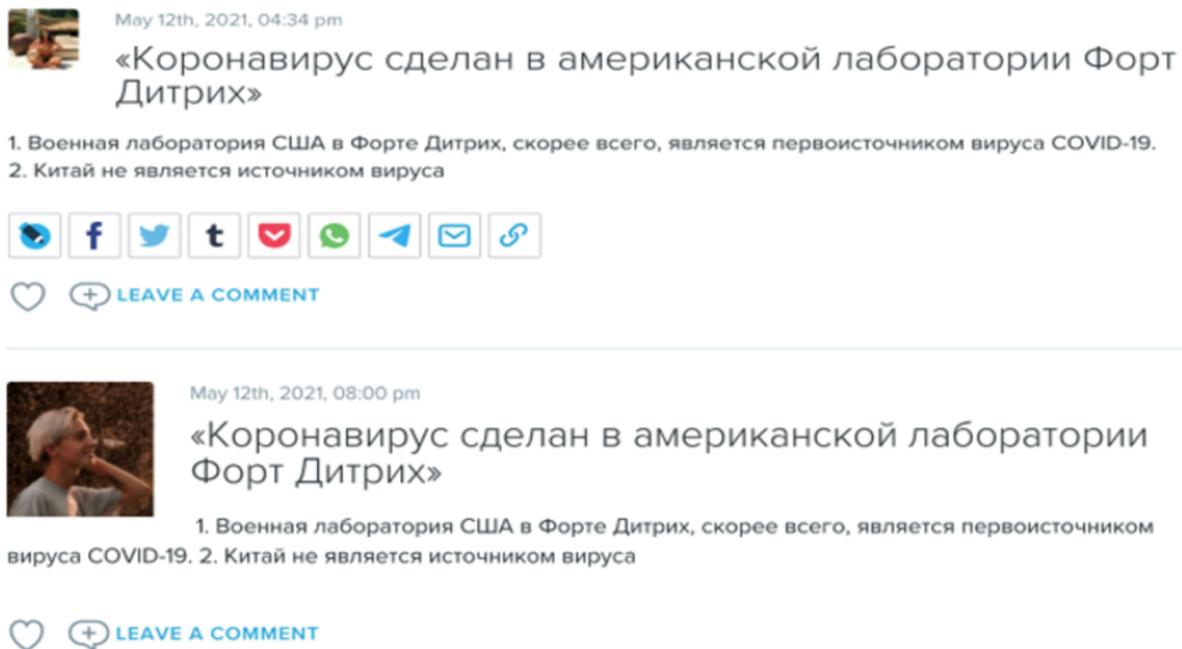 May 12th, 2021, 04:34 pm
«Коронавирус сделан в американской лаборатории Форт
Дитрих»
1. Военная лаборатория США в Форте Дитрих, скорее всего, является первоисточником вируса COVID-19.
2. Китай не является источником вируса
f t
LEAVE A COMMENT
May 12th, 2021, 08:00 pm
«Коронавирус сделан в американской лаборатории
Форт Дитрих»
1. Военная лаборатория США в Форте Дитрих, скорее всего, является первоисточником
вируса COVID-19. 2. Китай не является источником вируса
LEAVE A COMMENT